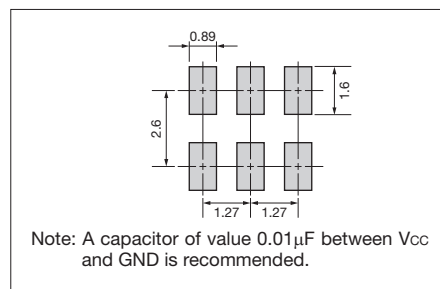 0.89
1.6
2.6
1.27 1.27
Note: A capacitor of value 0.01μF between Vcc
and GND is recommended.